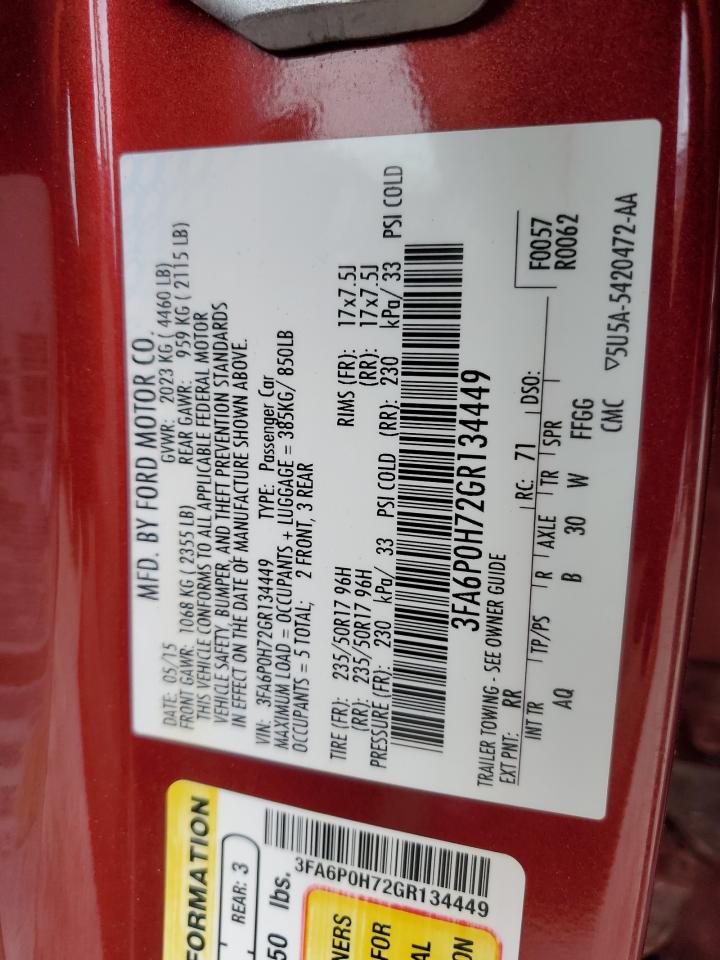 MFD. BY FORD MOTOR CO.
DATE: 05/15 GVWR: 2023 KG ( 4460 LB)
FRONT GAWR: 1068 KG ( 2355 LB) REAR GAWR: 959 KG ( 2115 LB)
THIS VEHICLE CONFORMS TO ALL APPLICABLE FEDERAL MOTOR
VEHICLE SAFETY, BUMPER, AND THEFT PREVENTION STANDARDS
IN EFFECT ON THE DATE OF MANUFACTURE SHOWN ABOVE.
VIN: 3FA6P0H72GR134449 TYPE: Passenger Car
MAXIMUM LOAD = OCCUPANTS + LUGGAGE = 385KG/ 850LB
OCCUPANTS = 5 TOTAL; 2 FRONT, 3 REAR
TIRE (FR): 235/50R17 96H RIMS (FR): 17x7.5J
(RR): 235/50R17 96H (RR): 17x7.5J
PRESSURE (FR): 230 kPa/ 33 PSI COLD (RR): 230 kPa/ 33 PSI COLD
3FA6P0H72GR134449
TRAILER TOWING - SEE OWNER GUIDE
EXT PNT: RR RC: 71 DSO: F0057
R0062
INT TR TP/PS R AXLE TR SPR
AQ B 30 W FFGG
CMC ▽5U5A-5420472-AA
FORMATION
REAR: 3
50 lbs.
3FA6P0H72GR134449
NERS
FOR
AL
ON